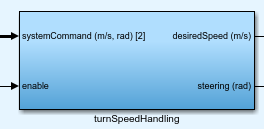 systemCommand (m/s, rad) [2]
desiredSpeed (m/s)
enable
steering (rad)
turnSpeedHandling